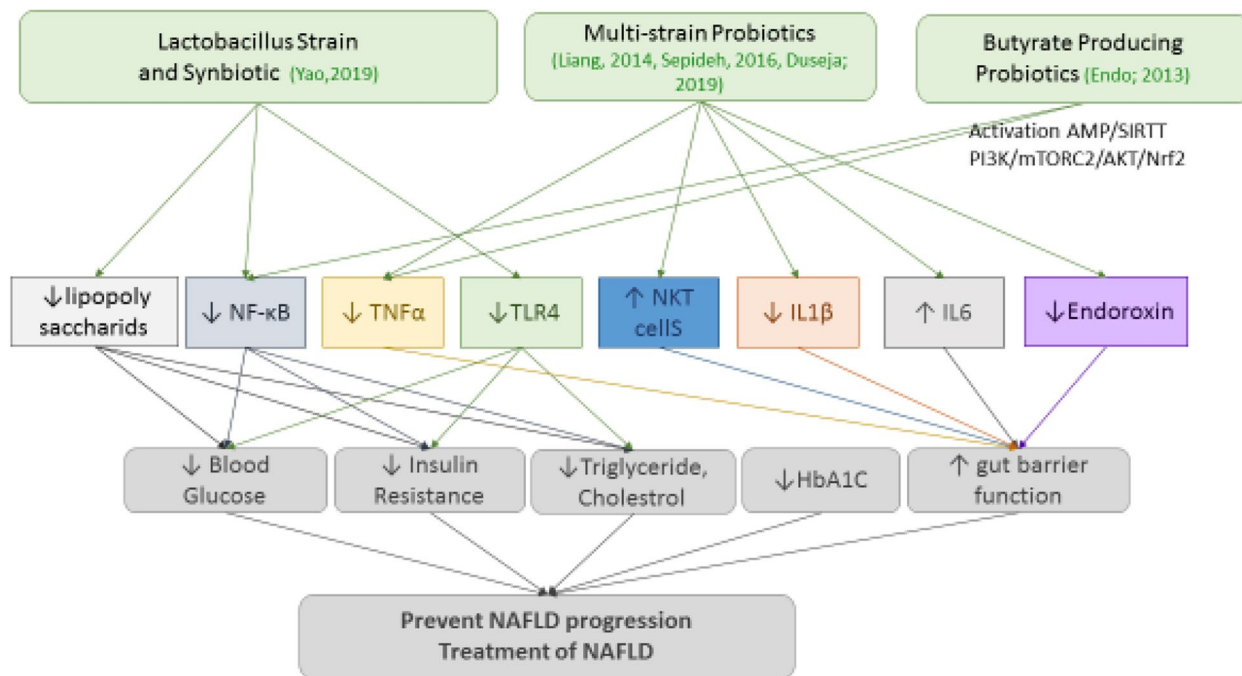 Lactobacillus Strain
and Synbiotic (Yao,2019)
Multi-strain Probiotics
(Liang, 2014, Sepideh, 2016, Duseja;
2019)
Butyrate Producing
Probiotics (Endo; 2013)
Activation AMP/SIRTT
PI3K/mTORC2/AKT/Nrf2
↓lipopoly
saccharids
↓ NF-κB
↓ TNFα
↓TLR4
↑ NKT
cellS
↓ IL1β
↑ IL6
↓Endoroxin
↓ Blood
Glucose
↓ Insulin
Resistance
↓Triglyceride,
Cholestrol
↓HbA1C
↑ gut barrier
function
Prevent NAFLD progression
Treatment of NAFLD